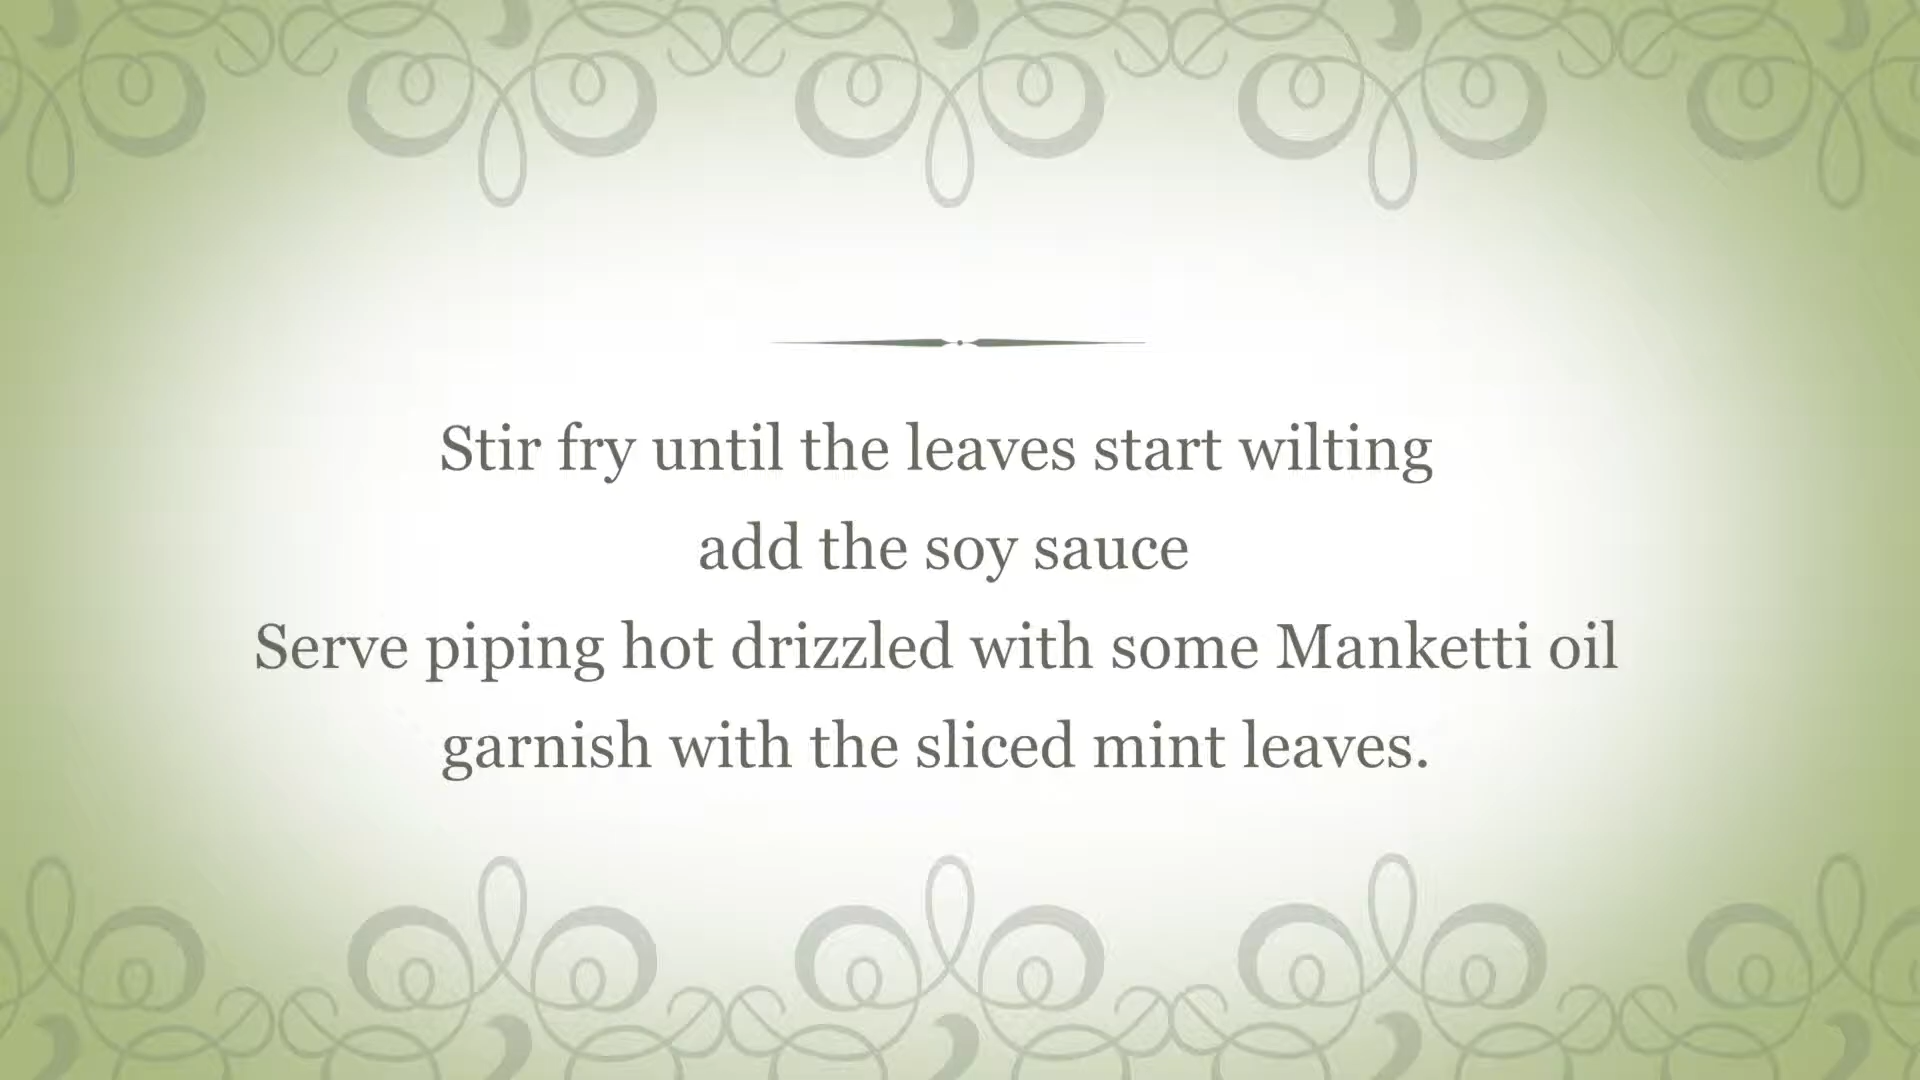 Stir fry until the leaves start wilting
add the soy sauce
Serve piping hot drizzled with some Manketti oil
garnish with the sliced mint leaves.